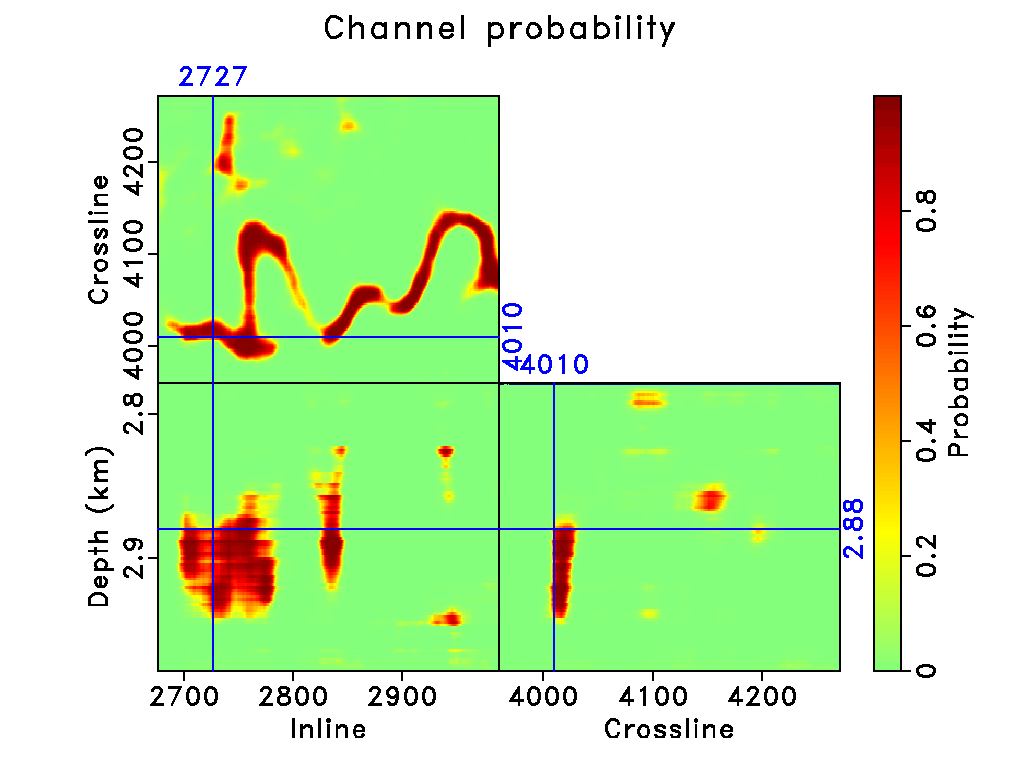 Channel probability
2727
4200
4100
4000
Crossline
4010
4010
2.8
2.9
Depth (km)
2.88
2700 2800 2900
Inline
4000 4100 4200
Crossline
0.8
0.6
0.4
0.2
0
Probability